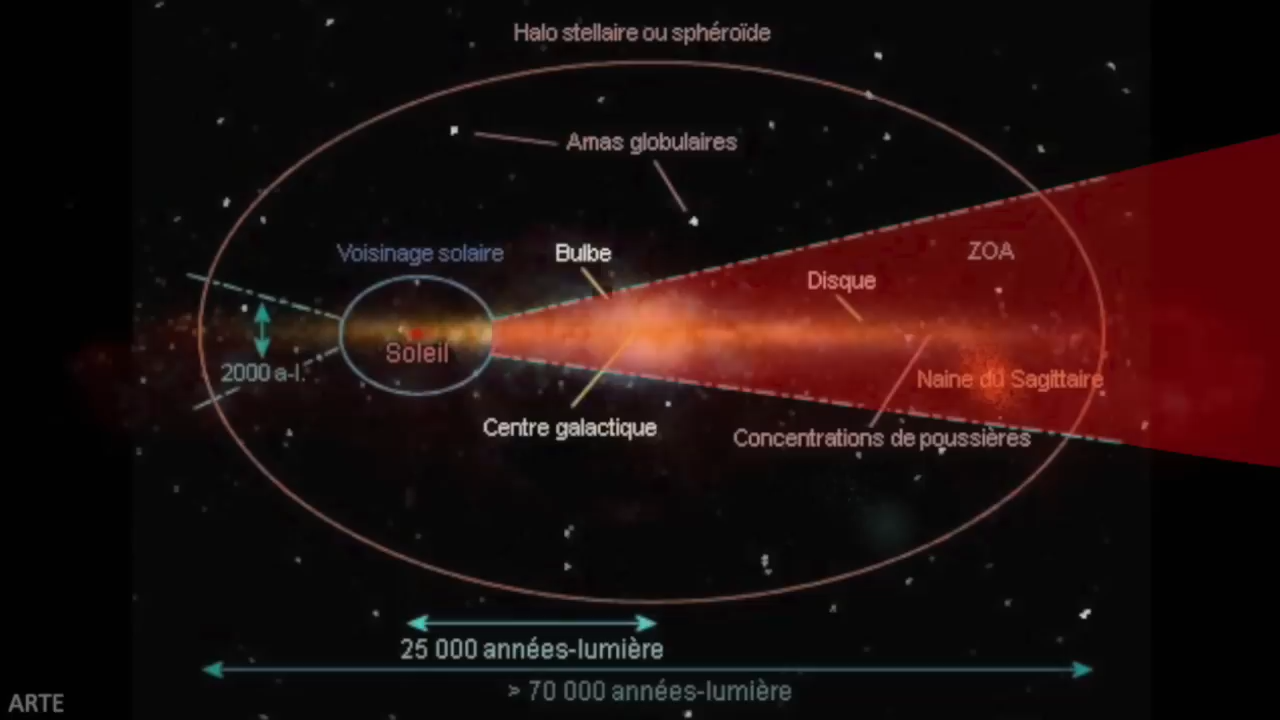 Halo stellaire ou sphéroïde
Amas globulaires
Voisinage solaire
Bulbe
ZOA
Disque
Soleil
2000 a-l.
Naine du Sagittaire
Centre galactique
Concentrations de poussières
25 000 années-lumière
> 70 000 années-lumière
ARTE